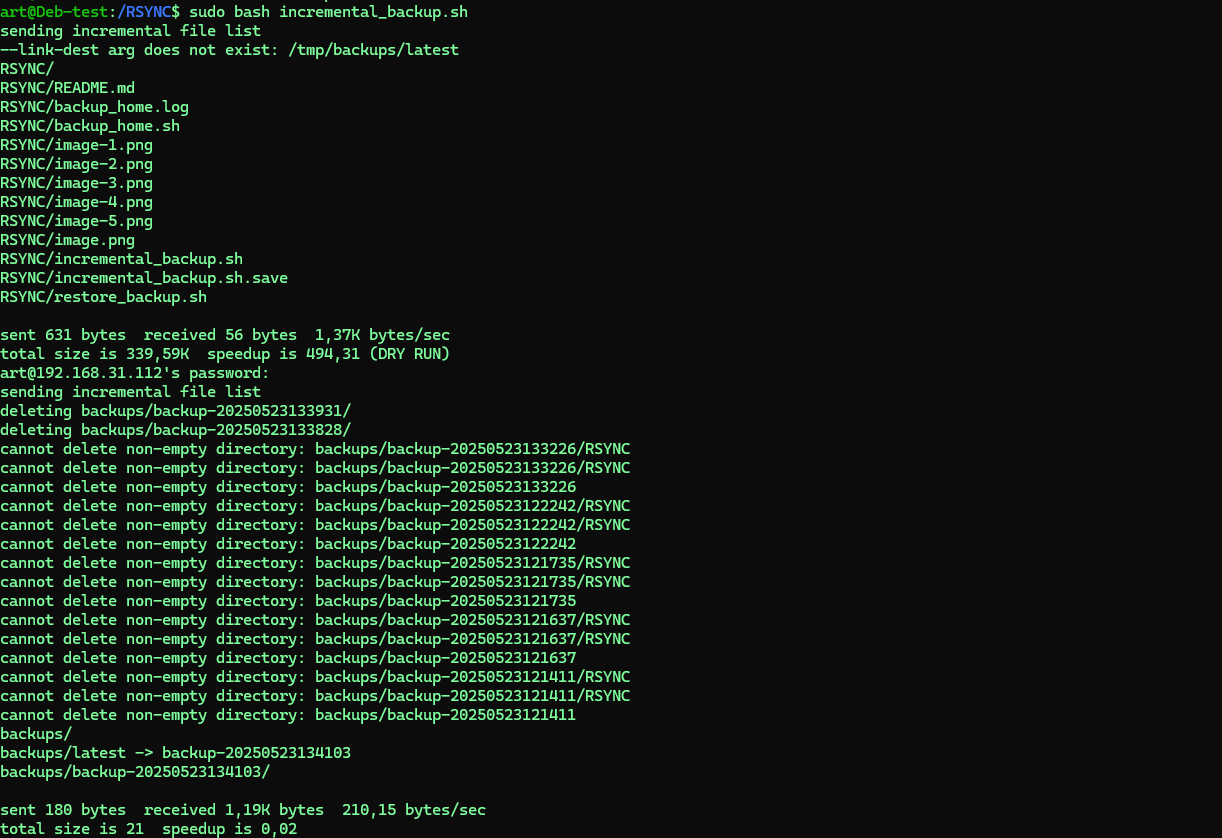 art@Deb-test:/RSYNC$ sudo bash incremental_backup.sh
sending incremental file list
--link-dest arg does not exist: /tmp/backups/latest
RSYNC/
RSYNC/README.md
RSYNC/backup_home.log
RSYNC/backup_home.sh
RSYNC/image-1.png
RSYNC/image-2.png
RSYNC/image-3.png
RSYNC/image-4.png
RSYNC/image-5.png
RSYNC/image.png
RSYNC/incremental_backup.sh
RSYNC/incremental_backup.sh.save
RSYNC/restore_backup.sh

sent 631 bytes  received 56 bytes  1,37K bytes/sec
total size is 339,59K  speedup is 494,31 (DRY RUN)
art@192.168.31.112's password:
sending incremental file list
deleting backups/backup-20250523133931/
deleting backups/backup-20250523133828/
cannot delete non-empty directory: backups/backup-20250523133226/RSYNC
cannot delete non-empty directory: backups/backup-20250523133226/RSYNC
cannot delete non-empty directory: backups/backup-20250523133226
cannot delete non-empty directory: backups/backup-20250523122242/RSYNC
cannot delete non-empty directory: backups/backup-20250523122242/RSYNC
cannot delete non-empty directory: backups/backup-20250523122242
cannot delete non-empty directory: backups/backup-20250523121735/RSYNC
cannot delete non-empty directory: backups/backup-20250523121735/RSYNC
cannot delete non-empty directory: backups/backup-20250523121735
cannot delete non-empty directory: backups/backup-20250523121637/RSYNC
cannot delete non-empty directory: backups/backup-20250523121637/RSYNC
cannot delete non-empty directory: backups/backup-20250523121637
cannot delete non-empty directory: backups/backup-20250523121411/RSYNC
cannot delete non-empty directory: backups/backup-20250523121411/RSYNC
cannot delete non-empty directory: backups/backup-20250523121411
backups/
backups/latest -> backup-20250523134103
backups/backup-20250523134103/

sent 180 bytes  received 1,19K bytes  210,15 bytes/sec
total size is 21  speedup is 0,02